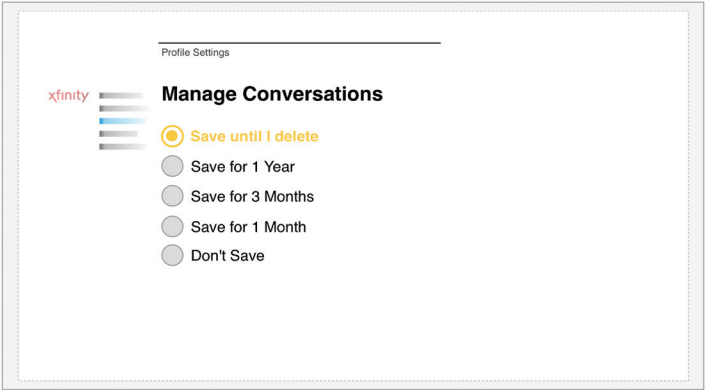 Profile Settings
xfinity
Manage Conversations
Save until I delete
Save for 1 Year
Save for 3 Months
Save for 1 Month
Don't Save